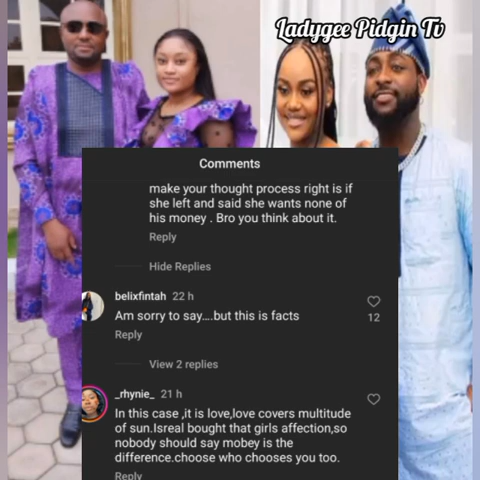 Ladygee Pidgin Tv
Comments
make your thought process right is if
she left and said she wants none of
his money . Bro you think about it.
Reply
Hide Replies
belixfintah 22 h
Am sorry to say....but this is facts
12
Reply
View 2 replies
_rhynie_ 21 h
In this case ,it is love,love covers multitude
of sun.Isreal bought that girls affection,so
nobody should say mobey is the
difference.choose who chooses you too.
Reply